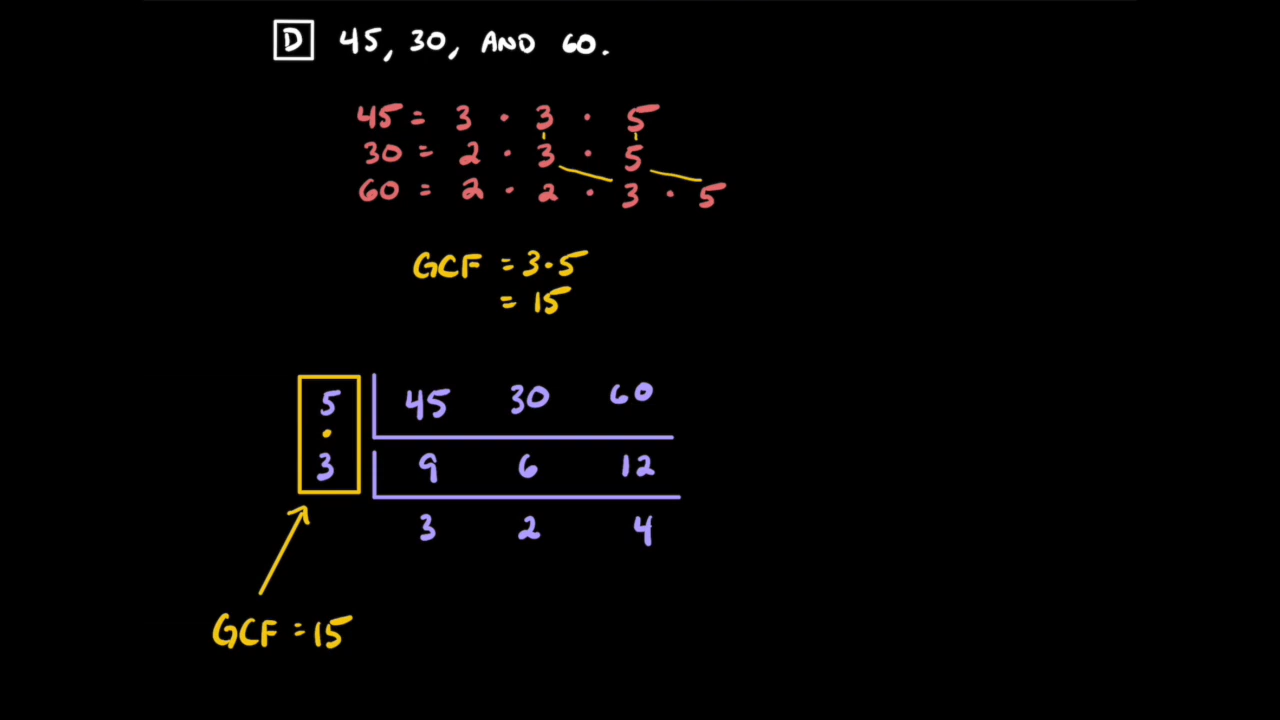 D 45, 30, AND 60.
45 = 3 · 3 · 5
30 = 2 · 3 · 5
60 = 2 · 2 · 3 · 5
GCF = 3·5
= 15
5 45 30 60
·
3 9 6 12
3 2 4
GCF = 15